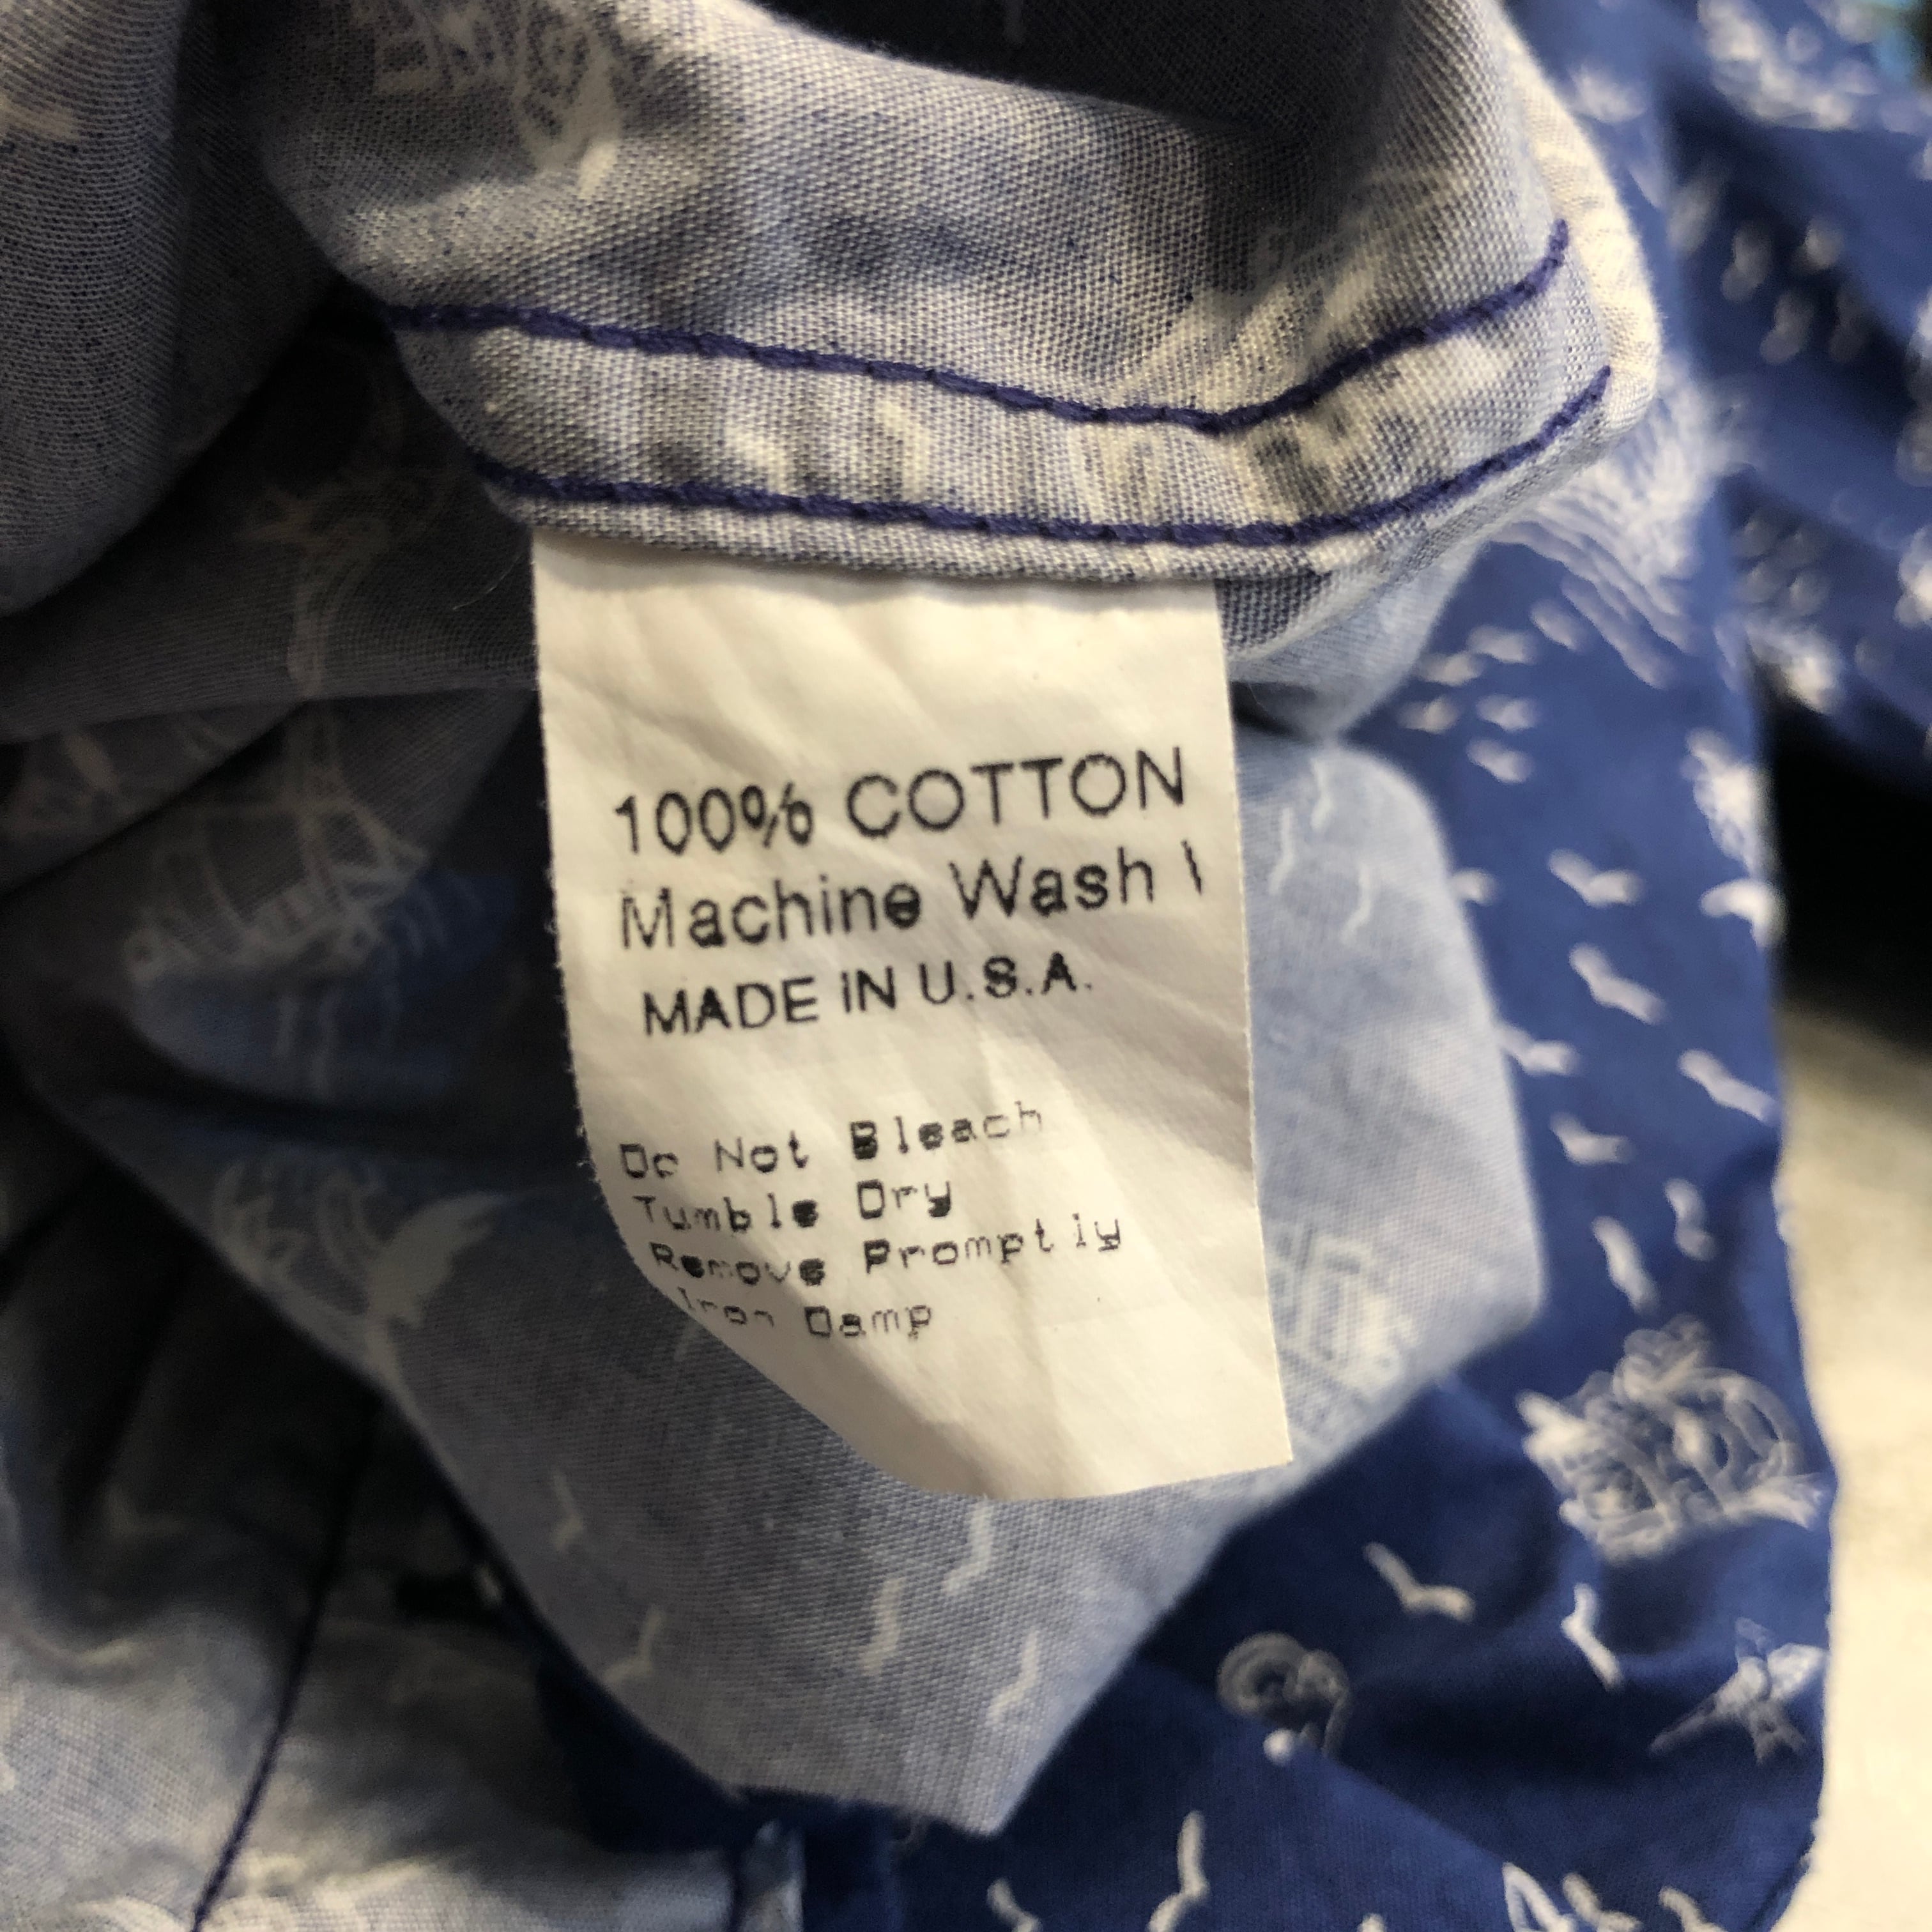 100% COTTON
Machine Wash
MADE IN U.S.A.
Do Not Bleach
Tumble Dry
Remove Promptly
Iron Damp